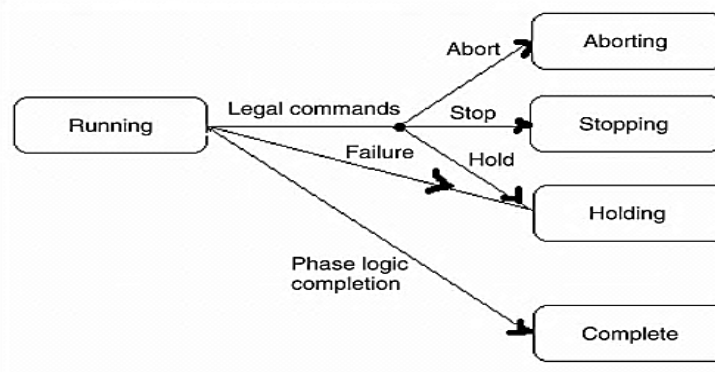 Aborting
Abort
Legal commands
Stop
Stopping
Running
Failure
Hold
Holding
Phase logic
completion
Complete